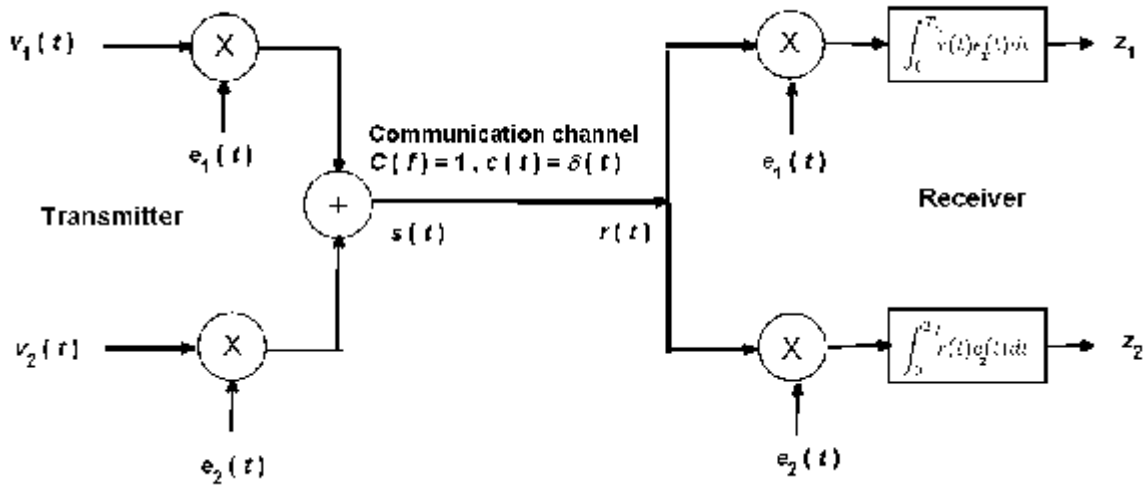 v₁(t)
X
e₁(t)
Communication channel
C(f)=1, c(t)=δ(t)
Transmitter
+
s(t)
r(t)
v₂(t)
X
e₂(t)
X
z₁
e₁(t)
Receiver
X
z₂
e₂(t)